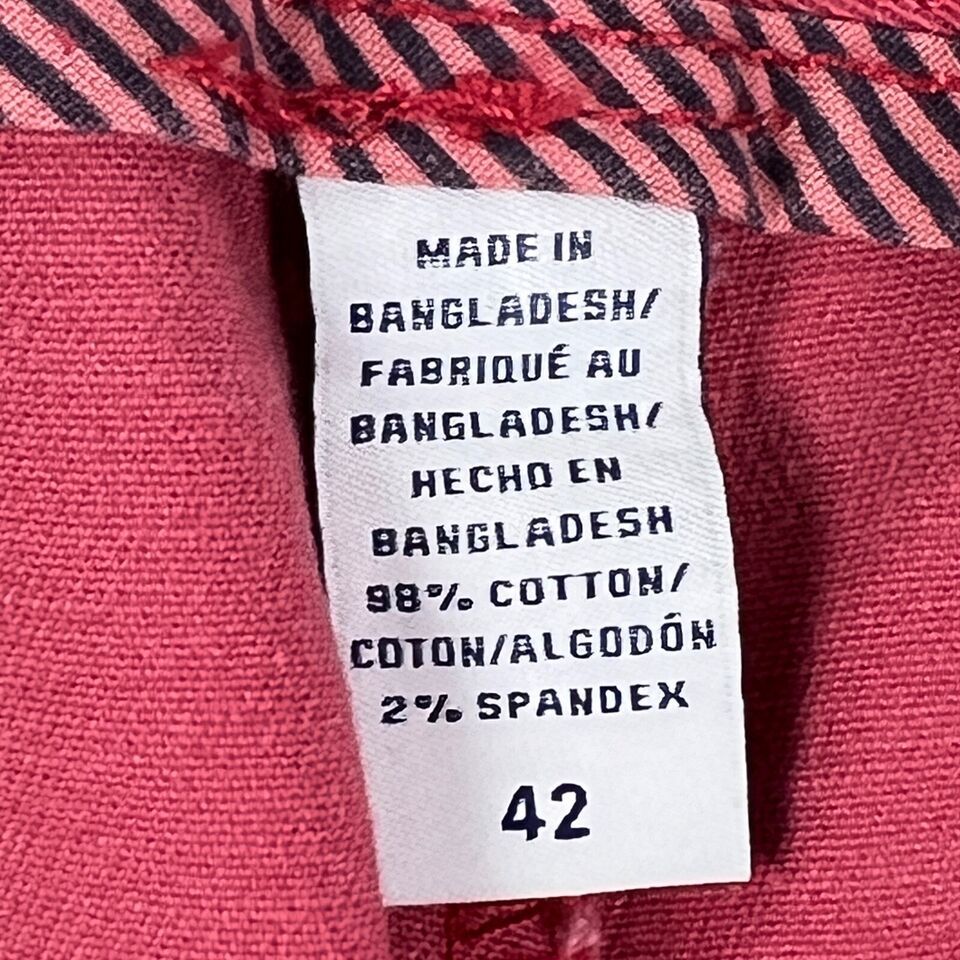 MADE IN
BANGLADESH/
FABRIQUÉ AU
BANGLADESH/
HECHO EN
BANGLADESH
98% COTTON/
COTON/ALGODÓN
2% SPANDEX
42